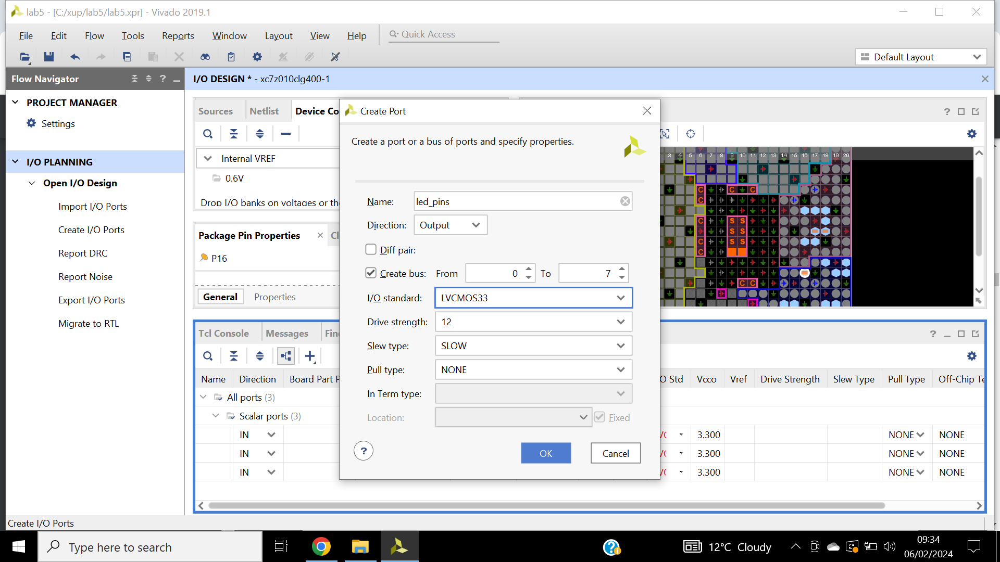 lab5 - [C:/xup/lab5/lab5.xpr] - Vivado 2019.1
File Edit Flow Tools Reports Window Layout View Help Quick Access
Default Layout
Flow Navigator
I/O DESIGN * - xc7z010clg400-1
PROJECT MANAGER
Settings
I/O PLANNING
Open I/O Design
Import I/O Ports
Create I/O Ports
Report DRC
Report Noise
Export I/O Ports
Migrate to RTL
Sources Netlist Device Co
Internal VREF
0.6V
Drop I/O banks on voltages or the
Package Pin Properties Cl
P16
General Properties
Create Port
Create a port or a bus of ports and specify properties.
Name: led_pins
Direction: Output
Diff pair:
Create bus: From 0 To 7
I/O standard: LVCMOS33
Drive strength: 12
Slew type: SLOW
Pull type: NONE
In Term type:
Location: Fixed
? OK Cancel
3 4 5 6 7 8 9 10 11 12 13 14 15 16 17 18 19 20
C C C
C
C S S
C S S
C S S
C
C C
Tcl Console Messages Fin
Name Direction Board Part P O Std Vcco Vref Drive Strength Slew Type Pull Type Off-Chip Te
All ports (3)
Scalar ports (3)
IN 3.300 NONE NONE
IN 3.300 NONE NONE
IN 3.300 NONE NONE
Create I/O Ports
Type here to search
12°C Cloudy
09:34
06/02/2024